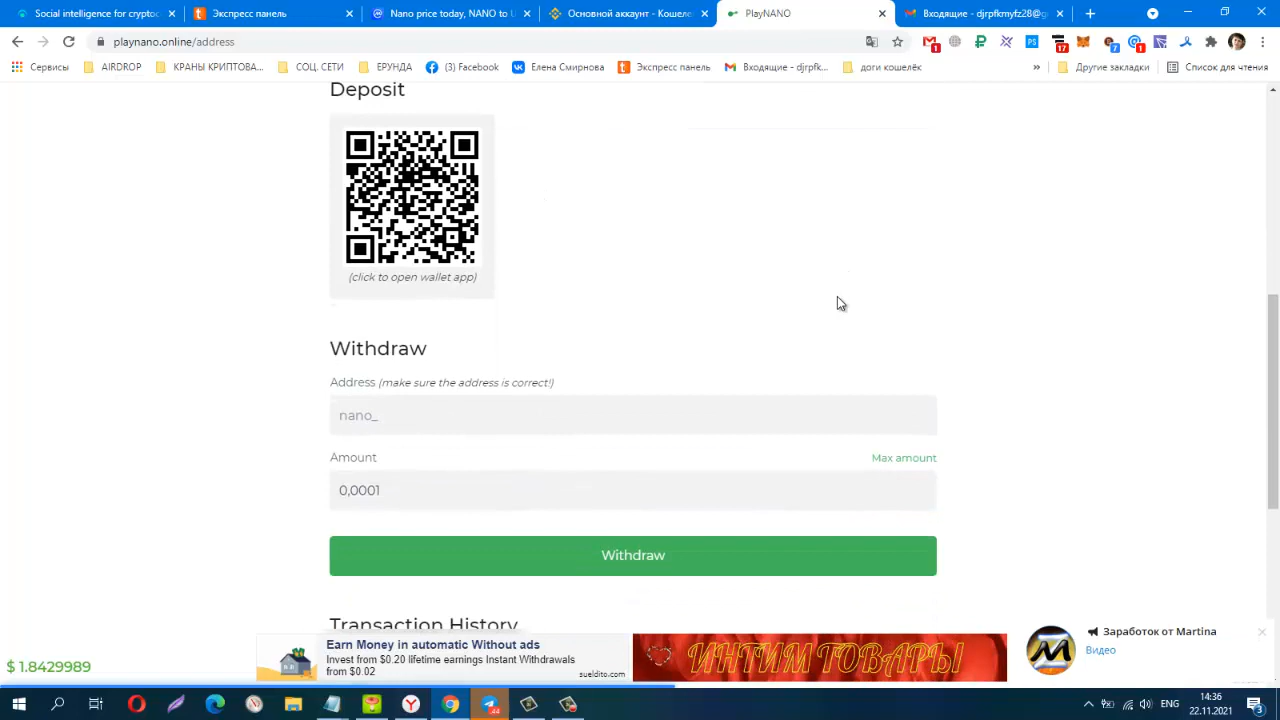 Social intelligence for cryptoc
Экспресс панель
Nano price today, NANO to U
Основной аккаунт - Кошеле
PlayNANO
Входящие - djrpfkmyfz28@g
playnano.online/address
Сервисы
AIRDROP
КРАНЫ КРИПТОВА...
СОЦ. СЕТИ
ЕРУНДА
(3) Facebook
Елена Смирнова
Экспресс панель
Входящие - djrpfk...
доги кошелёк
»
Другие закладки
Список для чтения
Deposit
(click to open wallet app)
Withdraw
Address (make sure the address is correct!)
nano_
Amount
Max amount
0,0001
Withdraw
Transaction History
Earn Money in automatic Without ads
Invest from $0.20 lifetime earnings Instant Withdrawals
from $0.02
sueldito.com
ИНТИМ ТОВАРЫ
Заработок от Martina
Видео
$ 1.8429989
ENG
14:36
22.11.2021